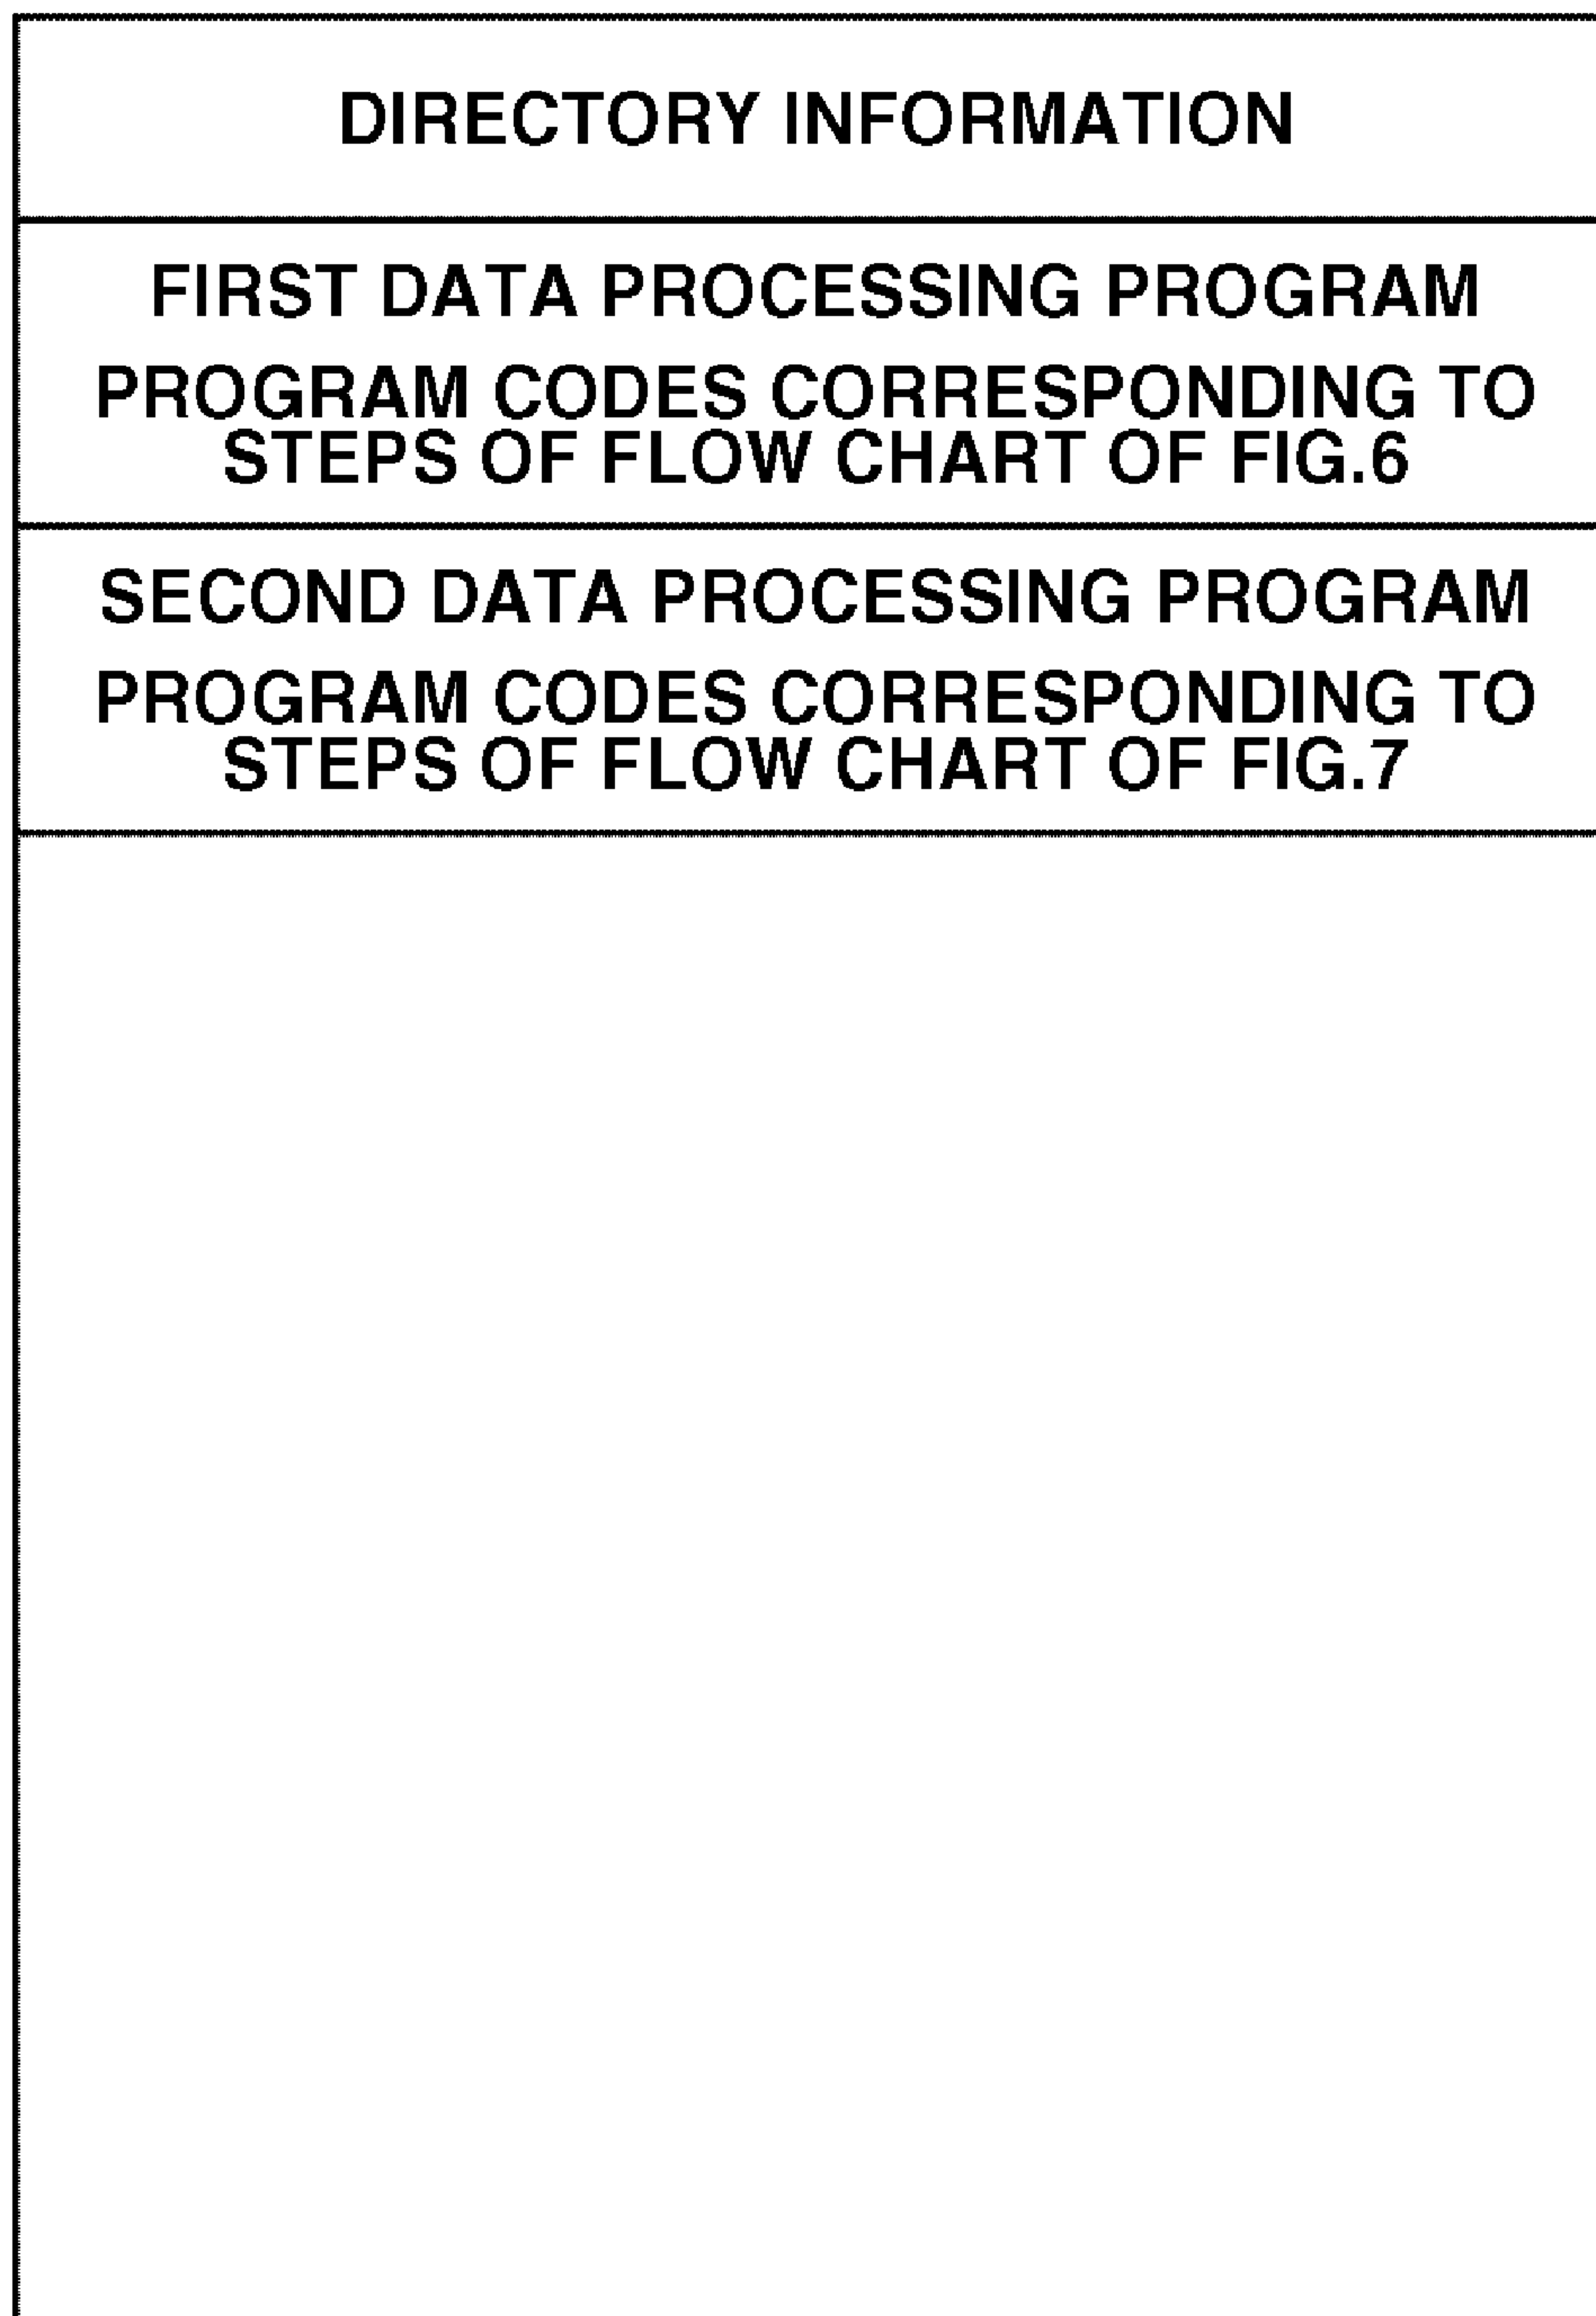 DIRECTORY INFORMATION
FIRST DATA PROCESSING PROGRAM
PROGRAM CODES CORRESPONDING TO
STEPS OF FLOW CHART OF FIG.6
SECOND DATA PROCESSING PROGRAM
PROGRAM CODES CORRESPONDING TO
STEPS OF FLOW CHART OF FIG.7